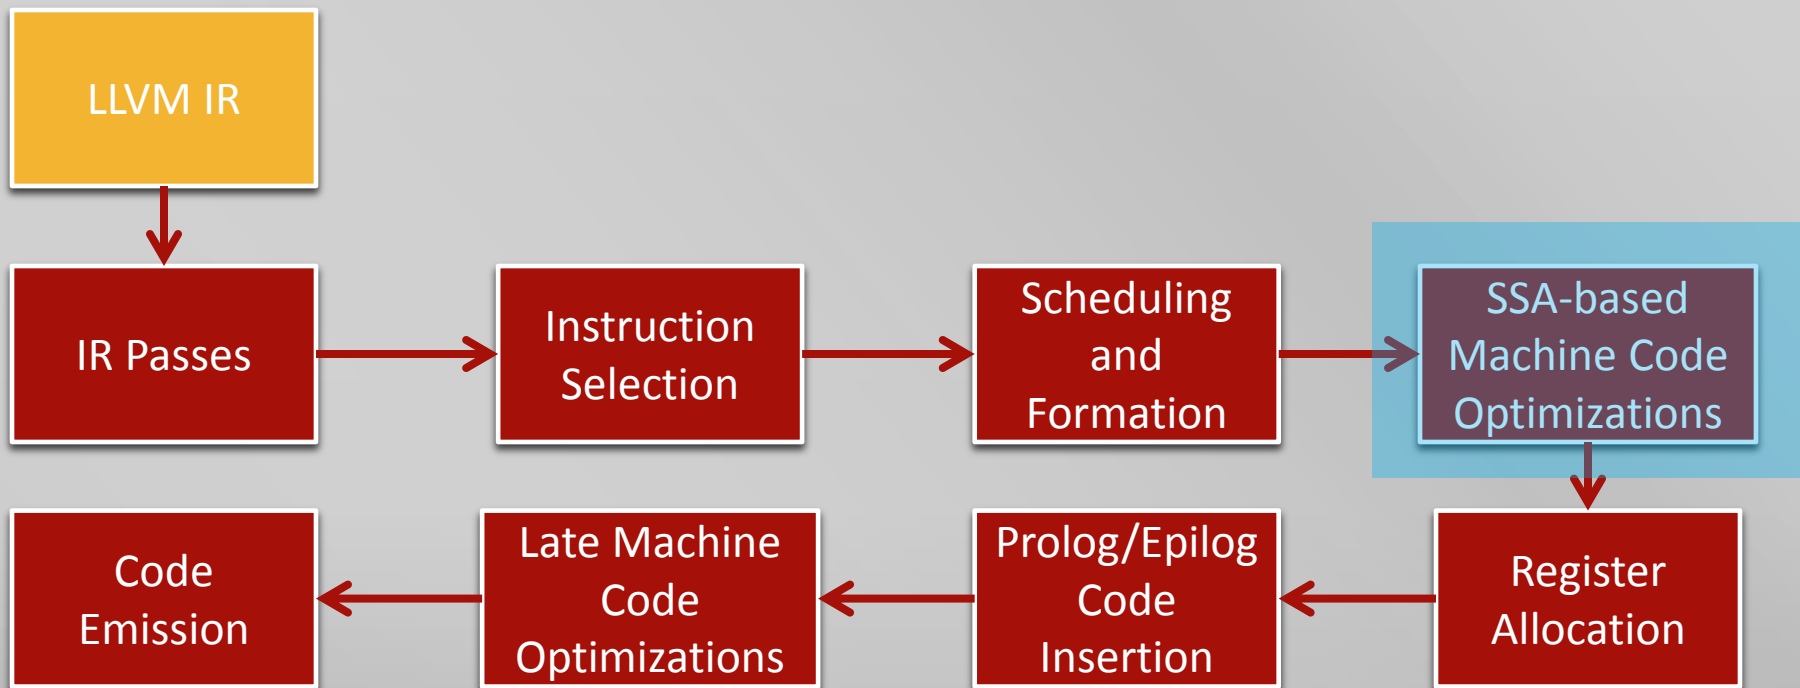 LLVM IR
IR Passes
Instruction
Selection
Scheduling
and
Formation
SSA-based
Machine Code
Optimizations
Register
Allocation
Prolog/Epilog
Code
Insertion
Late Machine
Code
Optimizations
Code
Emission